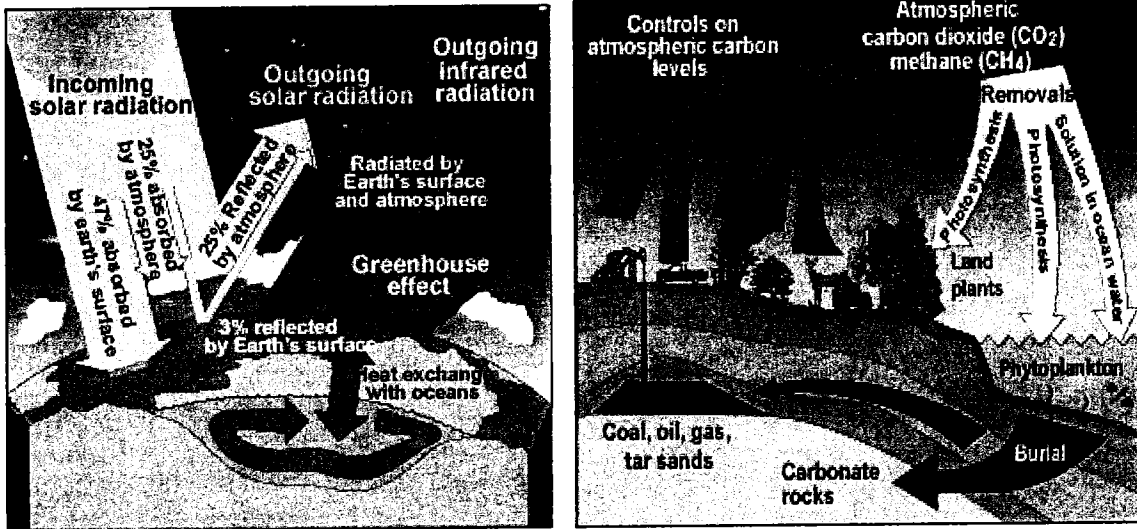 Incoming
solar radiation
Outgoing
solar radiation
Outgoing
infrared
radiation
25% absorbed
by atmosphere
47% absorbed
by earth's surface
25% Reflected
by atmosphere
Radiated by
Earth's surface
and atmosphere
Greenhouse
effect
3% reflected
by Earth's surface
Heat exchange
with oceans
Controls on
atmospheric carbon
levels
Atmospheric
carbon dioxide (CO₂)
methane (CH₄)
Removals
Photosynthesis
Photosynthesis
Solution in ocean water
Land
plants
Phytoplankton
Coal, oil, gas,
tar sands
Burial
Carbonate
rocks